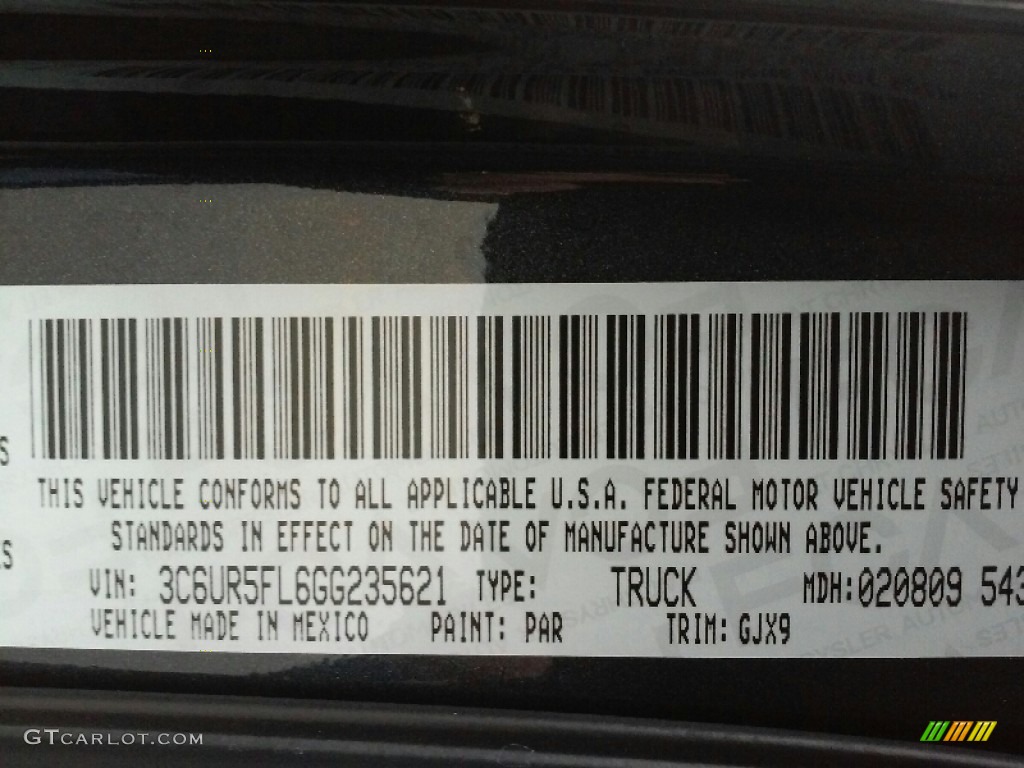 THIS VEHICLE CONFORMS TO ALL APPLICABLE U.S.A. FEDERAL MOTOR VEHICLE SAFETY
STANDARDS IN EFFECT ON THE DATE OF MANUFACTURE SHOWN ABOVE.
VIN: 3C6UR5FL6GG235621 TYPE: TRUCK MDH:020809 543
VEHICLE MADE IN MEXICO PAINT: PAR TRIM: GJX9
GTCARLOT.COM